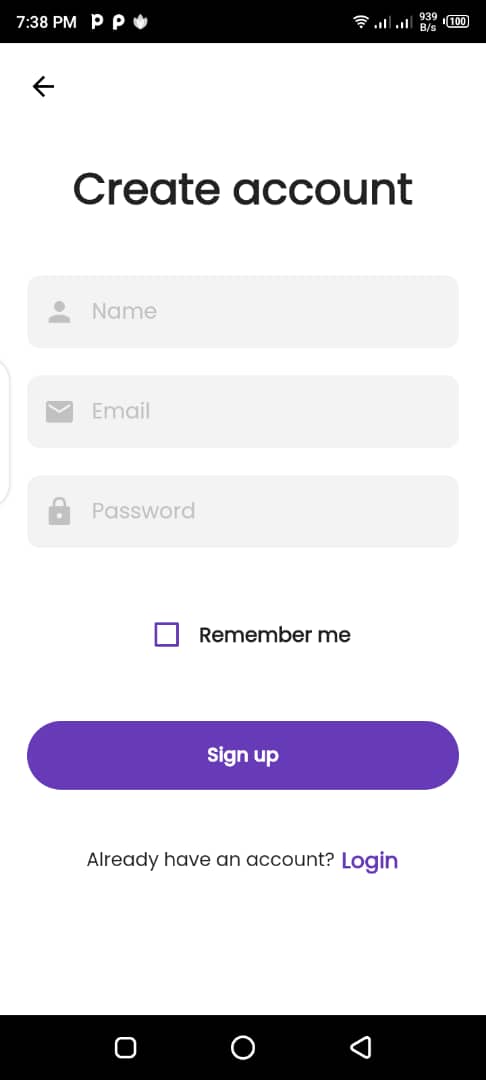 7:38 PM
939
B/s
100
Create account
Name
Email
Password
Remember me
Sign up
Already have an account? Login